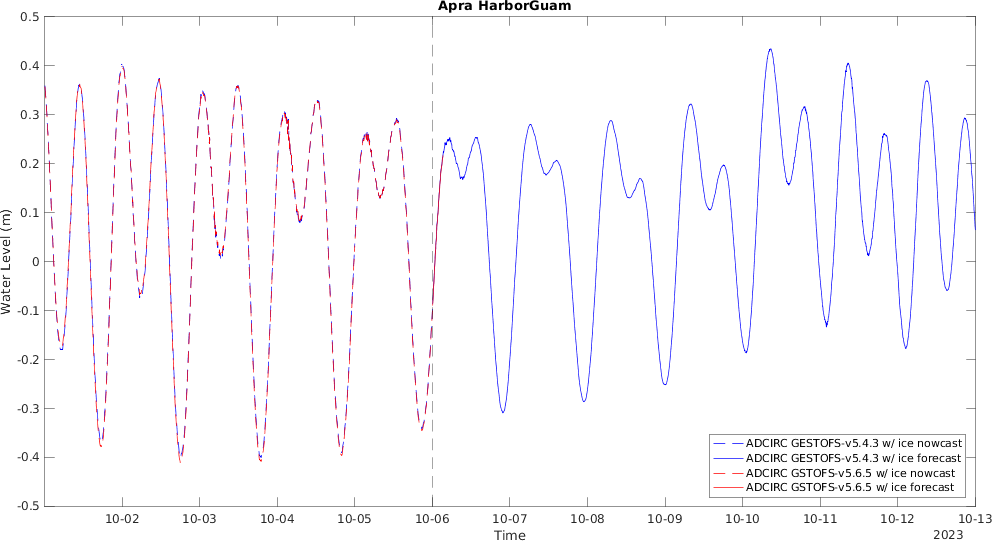 Apra HarborGuam
0.5
0.4
0.3
0.2
0.1
0
-0.1
-0.2
-0.3
-0.4
-0.5
Water Level (m)
10-02 10-03 10-04 10-05 10-06 10-07 10-08 10-09 10-10 10-11 10-12 10-13
Time
2023
ADCIRC GESTOFS-v5.4.3 w/ ice nowcast
ADCIRC GESTOFS-v5.4.3 w/ ice forecast
ADCIRC GSTOFS-v5.6.5 w/ ice nowcast
ADCIRC GSTOFS-v5.6.5 w/ ice forecast